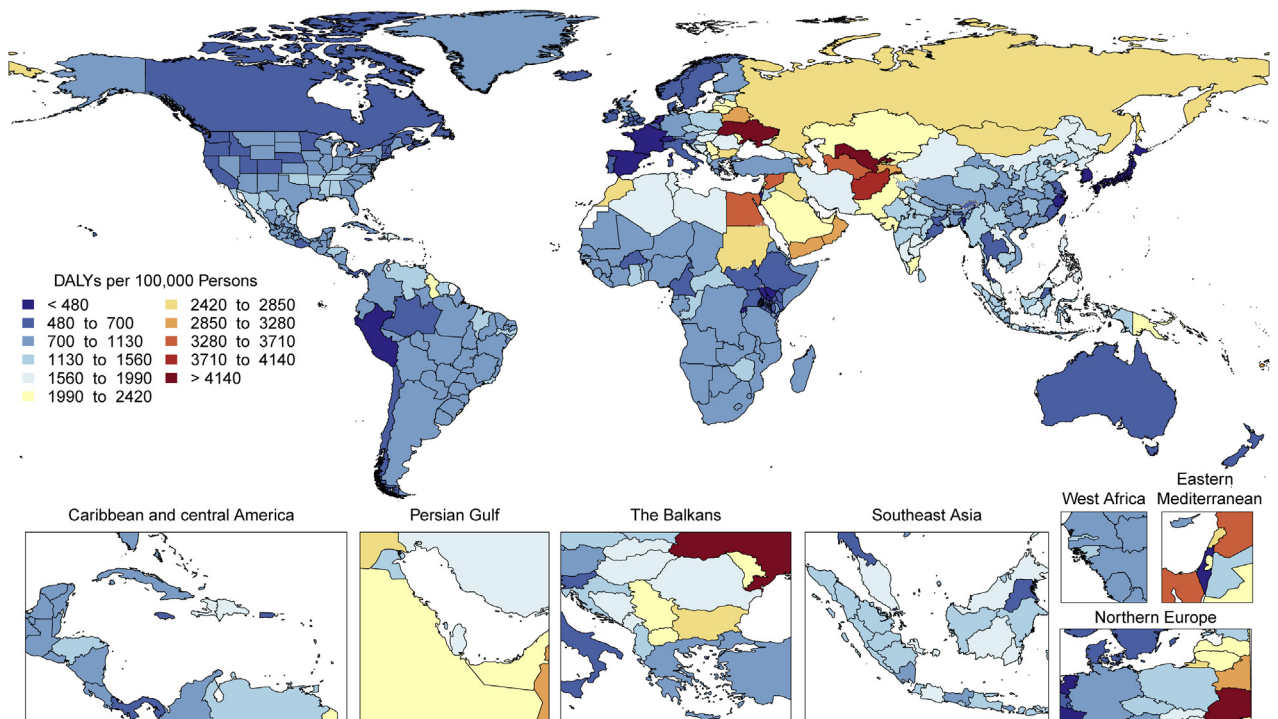 DALYs per 100,000 Persons
< 480
480 to 700
700 to 1130
1130 to 1560
1560 to 1990
1990 to 2420
2420 to 2850
2850 to 3280
3280 to 3710
3710 to 4140
> 4140
Caribbean and central America
Persian Gulf
The Balkans
Southeast Asia
West Africa
Eastern
Mediterranean
Northern Europe